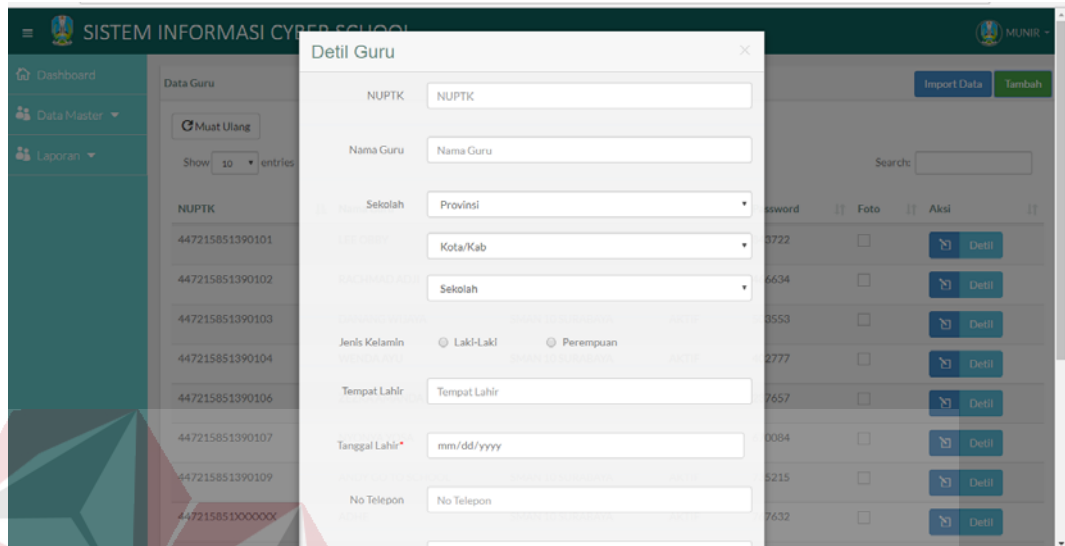 SISTEM INFORMASI CYBER SCHOOL
MUNIR
Dashboard
Data Master
Laporan
Data Guru
Import Data
Tambah
Muat Ulang
Show 10 entries
Search:
NUPTK
ssword
Foto
Aksi
447215851390101
3722
Detil
447215851390102
6634
Detil
447215851390103
3553
Detil
447215851390104
2777
Detil
447215851390106
7657
Detil
447215851390107
0084
Detil
447215851390109
5215
Detil
447215851XXXXXX
7632
Detil
Detil Guru
NUPTK
NUPTK
Nama Guru
Nama Guru
Sekolah
Provinsi
Kota/Kab
Sekolah
Jenis Kelamin
Laki-Laki
Perempuan
Tempat Lahir
Tempat Lahir
Tanggal Lahir*
mm/dd/yyyy
No Telepon
No Telepon